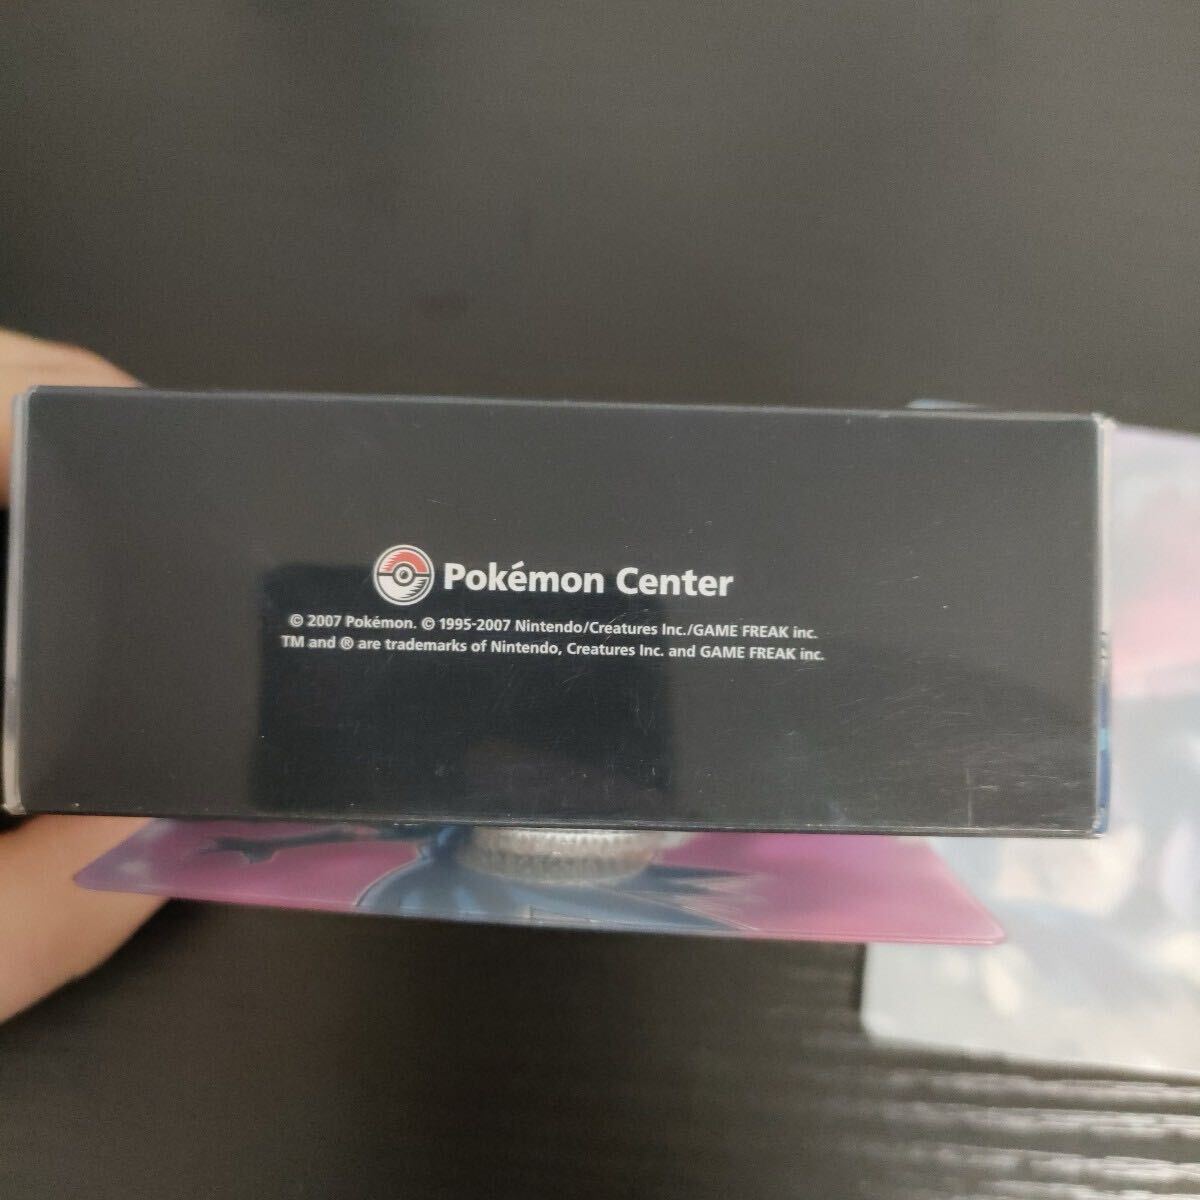 Pokémon Center
© 2007 Pokémon. © 1995-2007 Nintendo/Creatures Inc./GAME FREAK inc.
TM and ® are trademarks of Nintendo, Creatures Inc. and GAME FREAK inc.